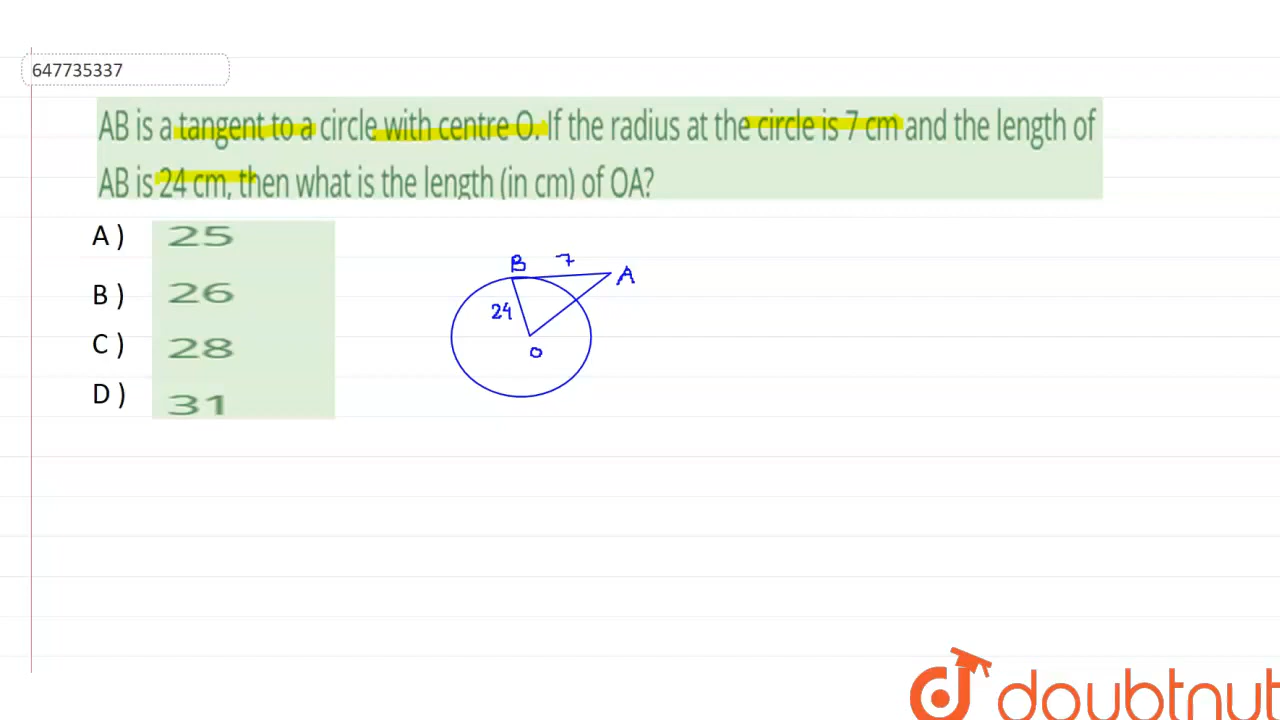 647735337
AB is a tangent to a circle with centre O. If the radius at the circle is 7 cm and the length of
AB is 24 cm, then what is the length (in cm) of OA?
A ) 25
B ) 26
C ) 28
D ) 31
B 7 A
24
O
doubtnut